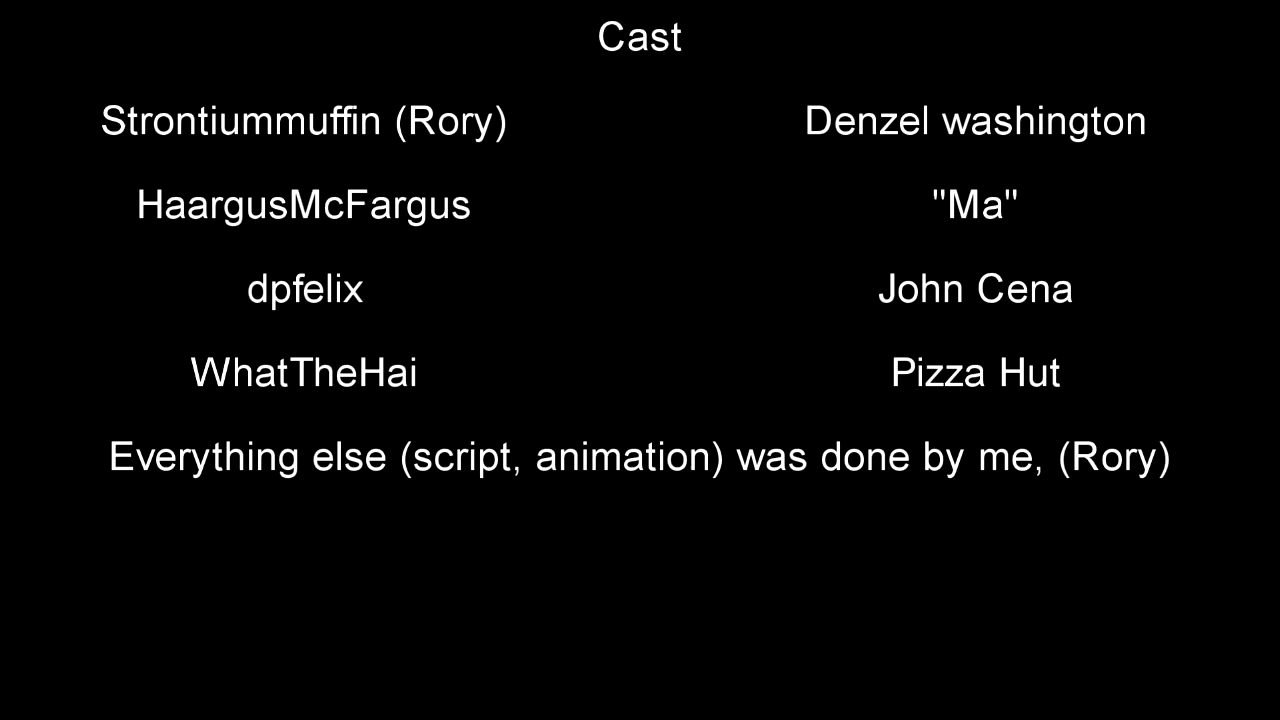 Cast
Strontiummuffin (Rory) Denzel washington
HaargusMcFargus "Ma"
dpfelix John Cena
WhatTheHai Pizza Hut
Everything else (script, animation) was done by me, (Rory)